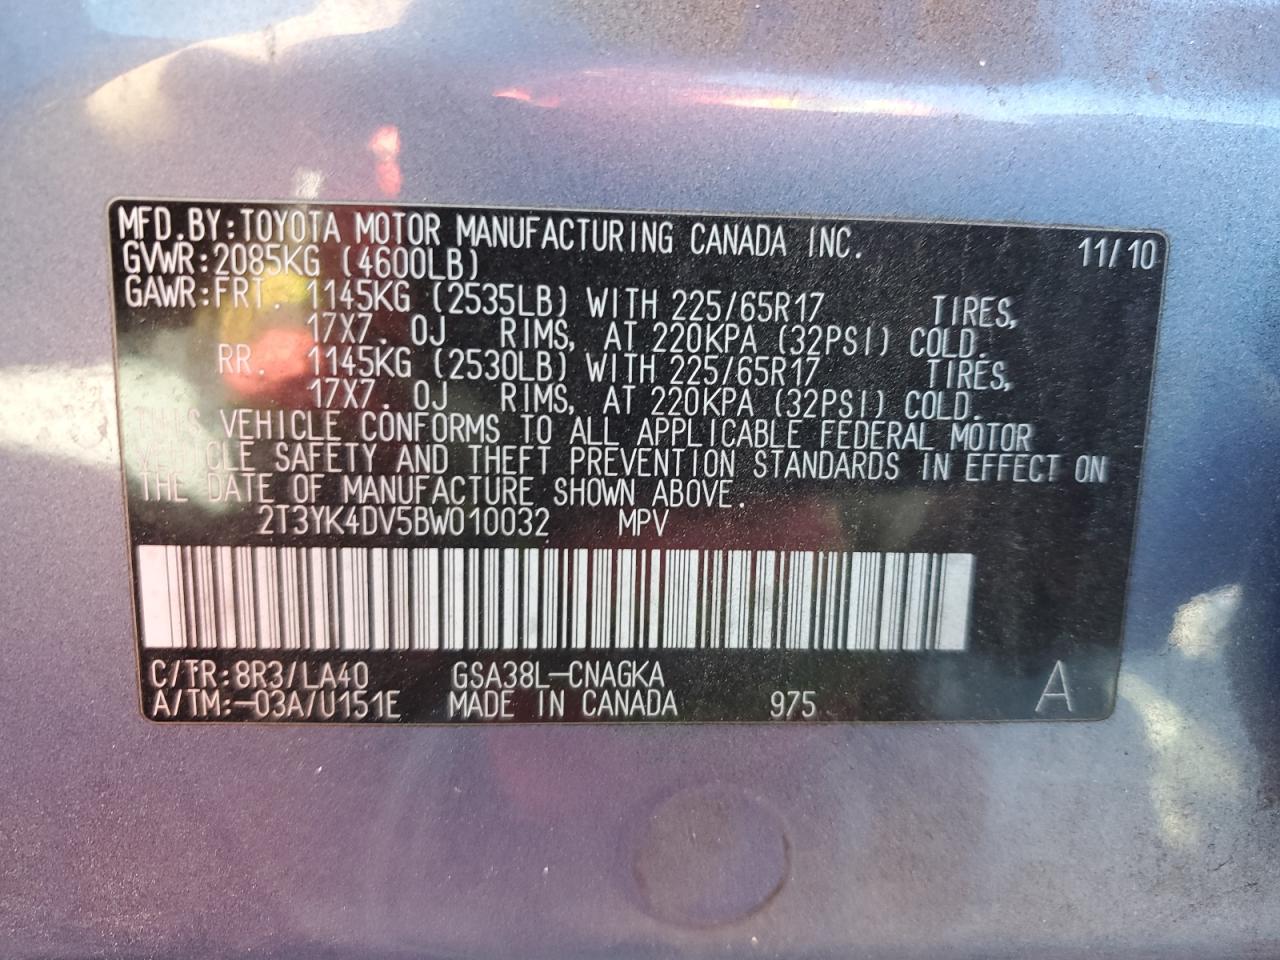 MFD.BY:TOYOTA MOTOR MANUFACTURING CANADA INC. 11/10
GVWR:2085KG (4600LB)
GAWR:FRT. 1145KG (2535LB) WITH 225/65R17 TIRES,
17X7.0J RIMS, AT 220KPA (32PSI) COLD.
RR. 1145KG (2530LB) WITH 225/65R17 TIRES,
17X7.0J RIMS, AT 220KPA (32PSI) COLD.
THIS VEHICLE CONFORMS TO ALL APPLICABLE FEDERAL MOTOR
VEHICLE SAFETY AND THEFT PREVENTION STANDARDS IN EFFECT ON
THE DATE OF MANUFACTURE SHOWN ABOVE.
2T3YK4DV5BW010032 MPV
C/TR:8R3/LA40 GSA38L-CNAGKA
A/TM:-03A/U151E MADE IN CANADA 975 A